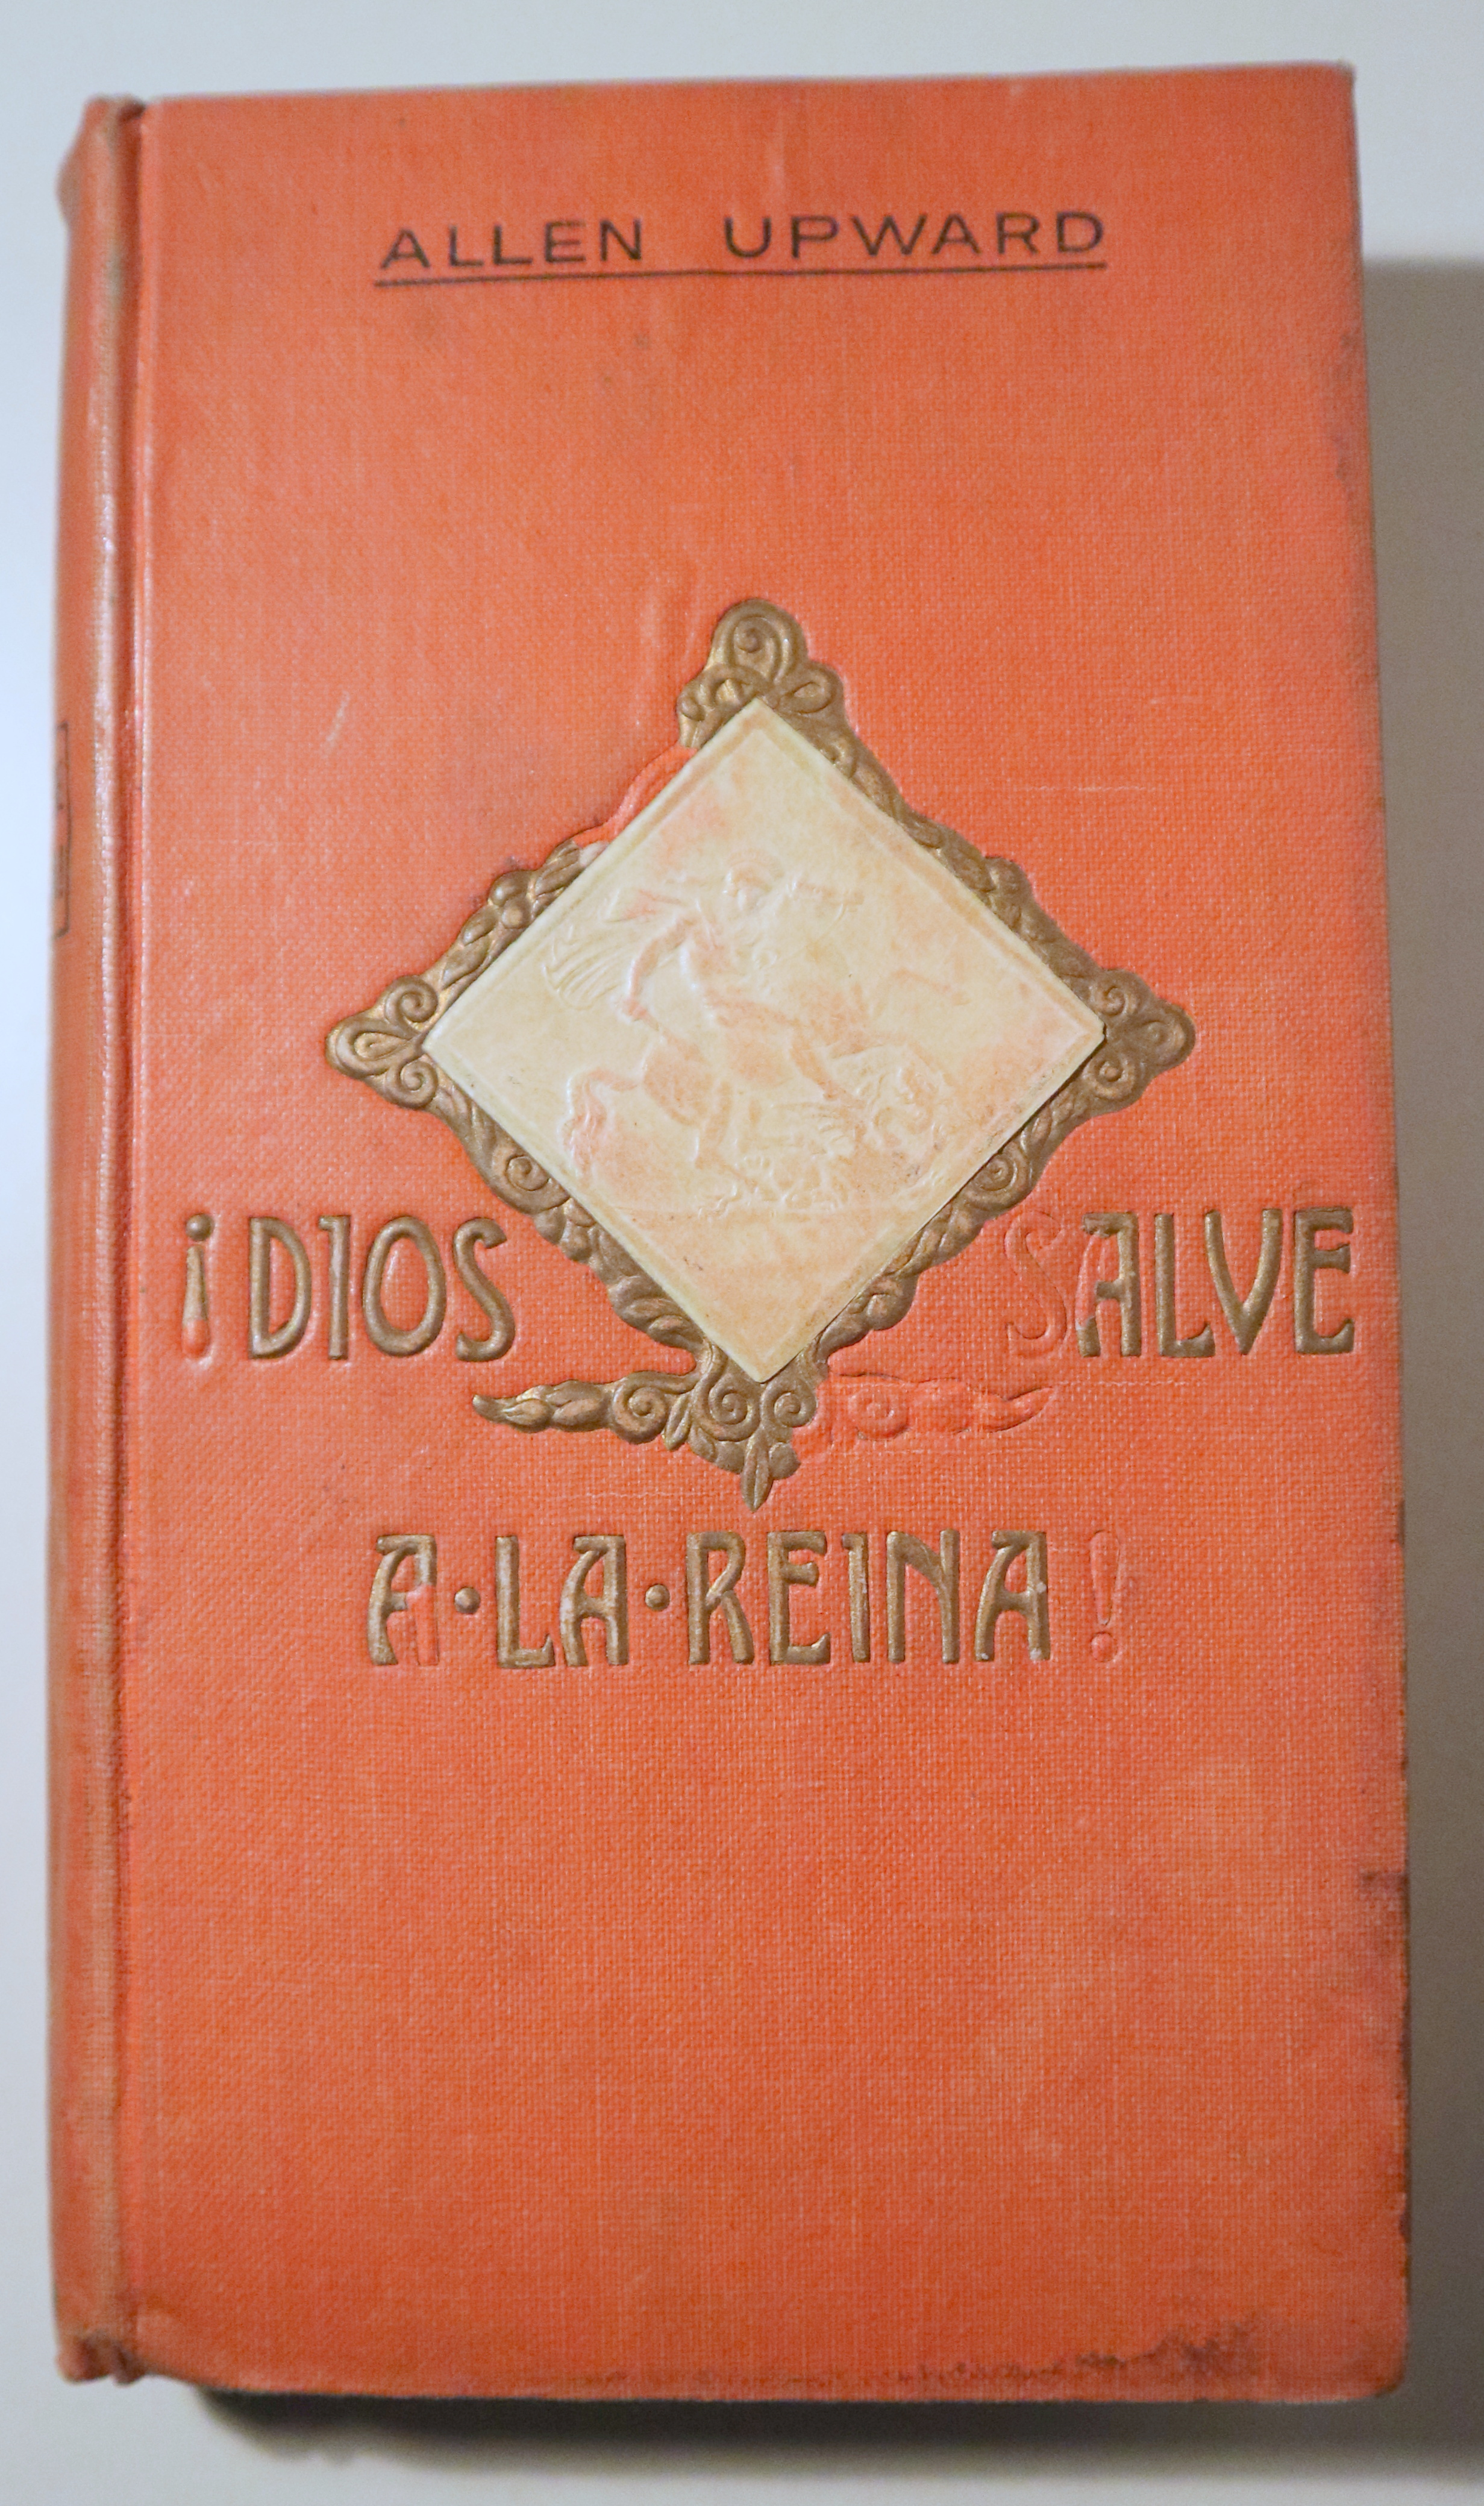 ALLEN UPWARD
¡DIOS SALVE
A·LA·REINA!